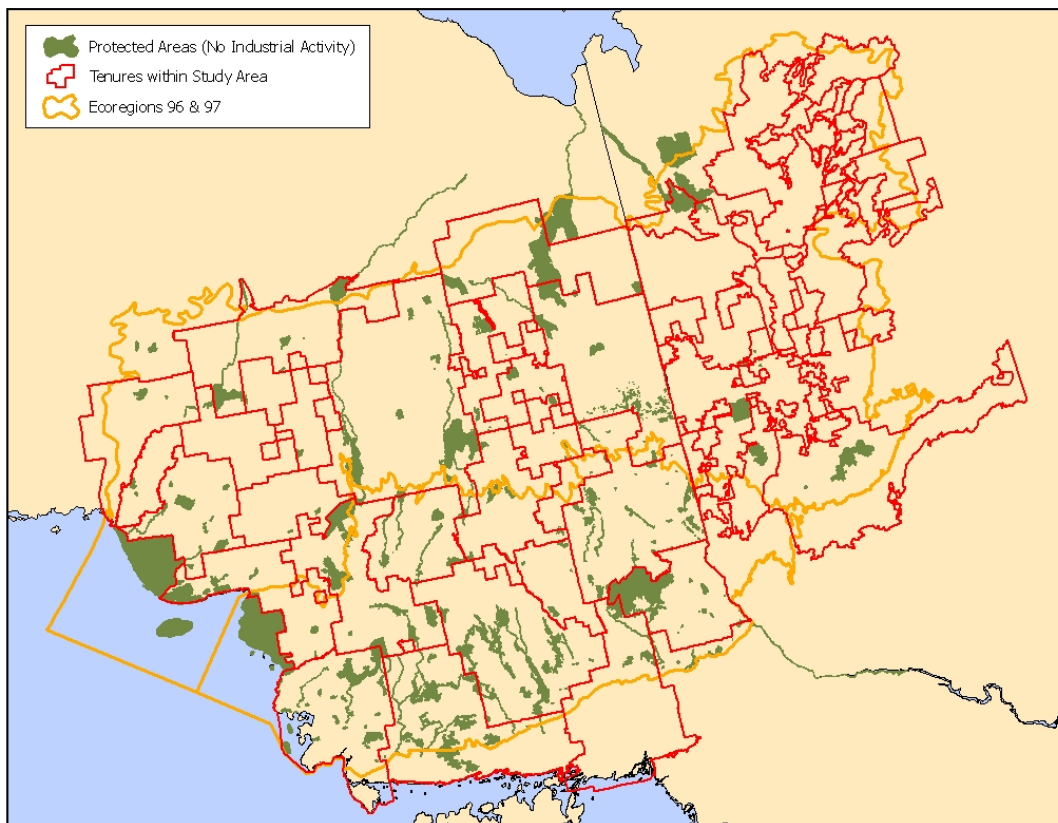 Protected Areas (No Industrial Activity)
Tenures within Study Area
Ecoregions 96 & 97